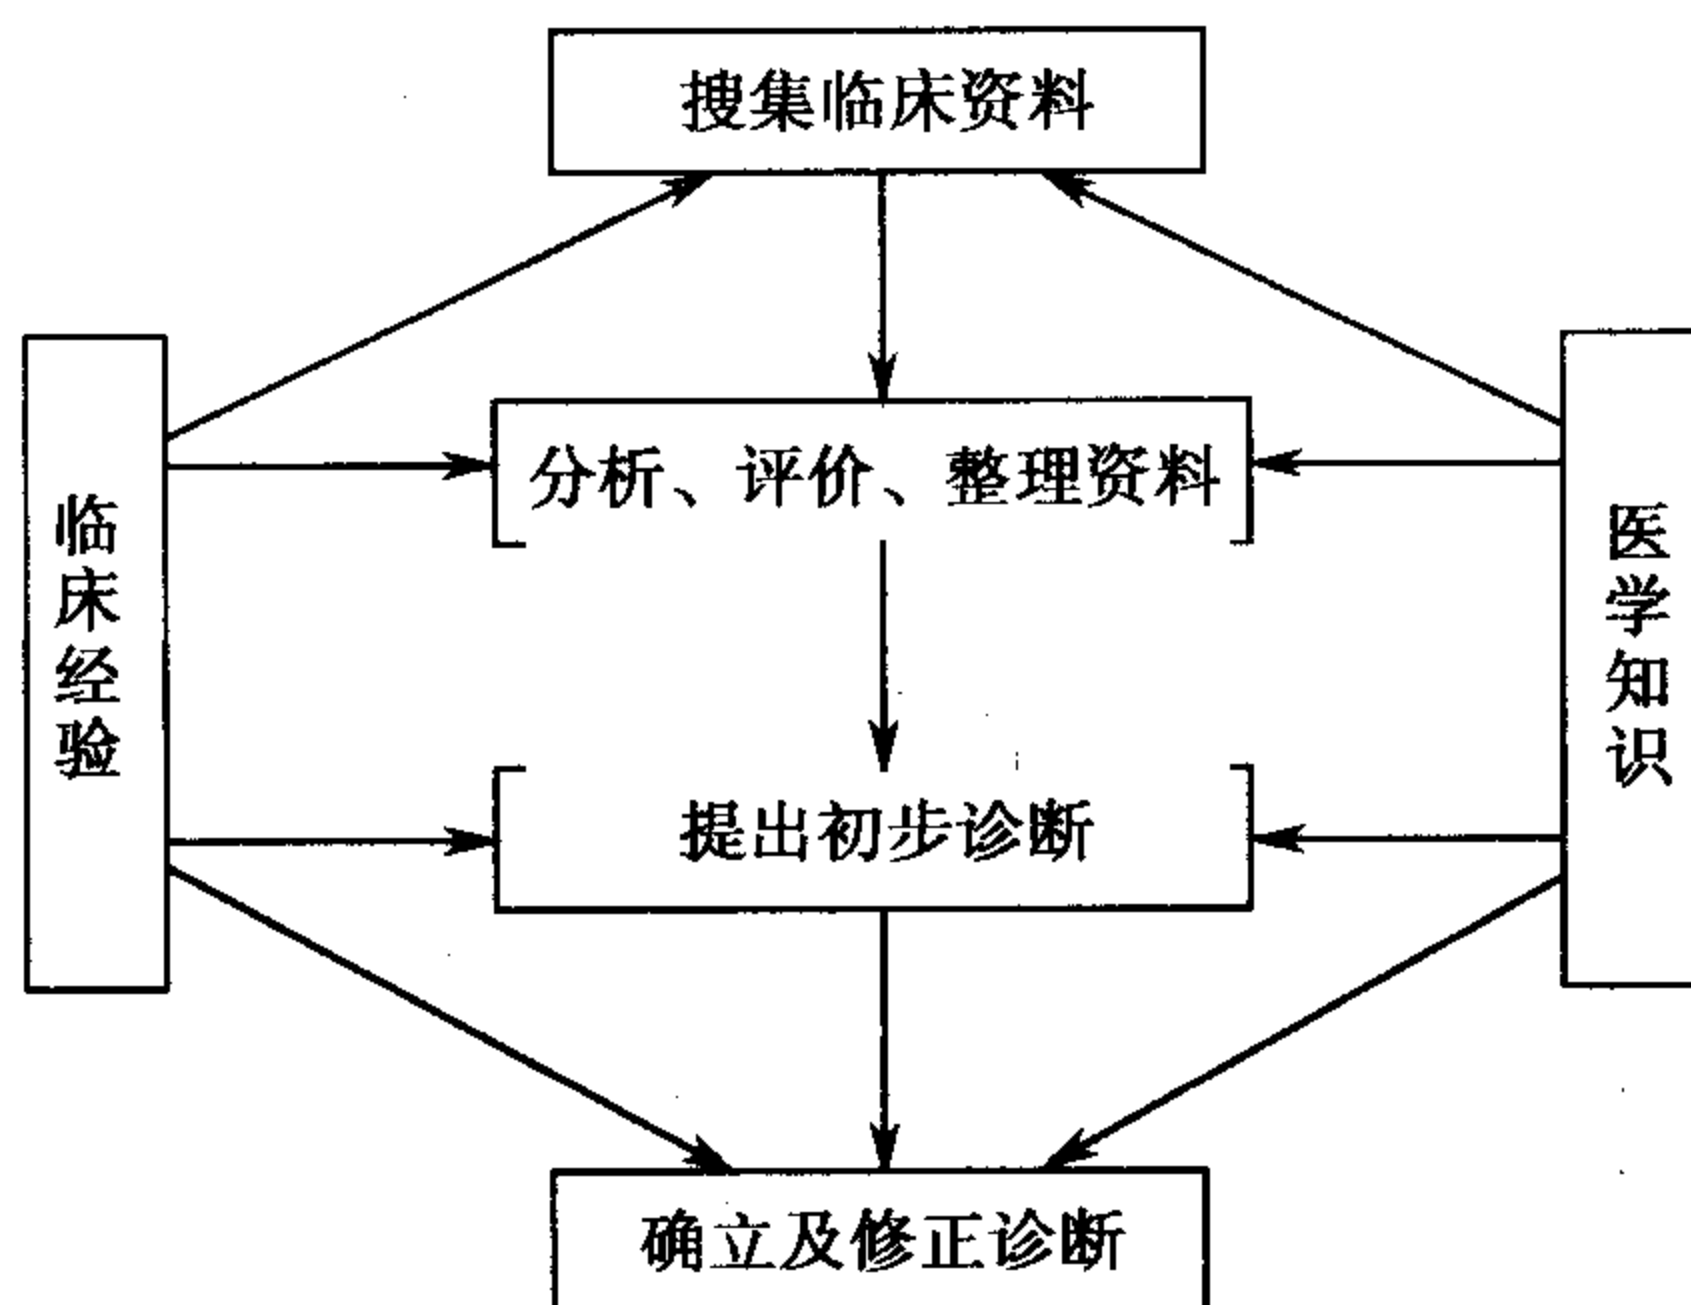 搜集临床资料
分析、评价、整理资料
临床经验
医学知识
提出初步诊断
确立及修正诊断